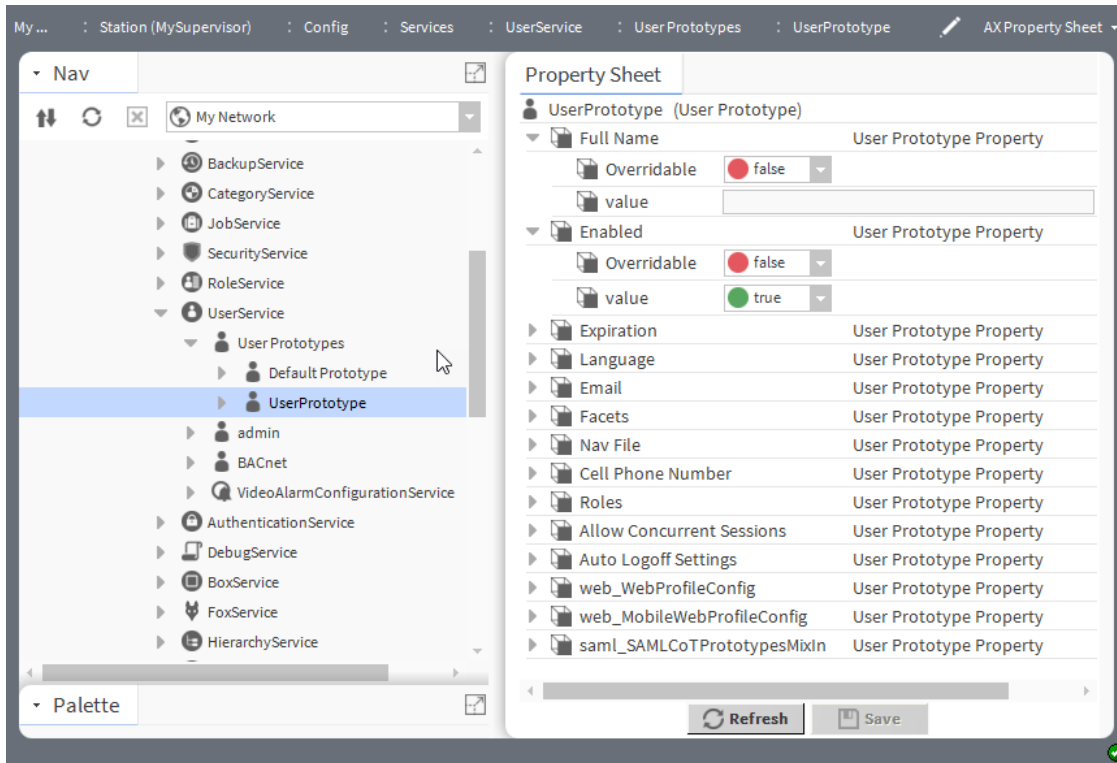 My ... : Station (MySupervisor) : Config : Services : UserService : User Prototypes : UserPrototype AX Property Sheet
Nav
My Network
BackupService
CategoryService
JobService
SecurityService
RoleService
UserService
User Prototypes
Default Prototype
UserPrototype
admin
BACnet
VideoAlarmConfigurationService
AuthenticationService
DebugService
BoxService
FoxService
HierarchyService
Palette
Property Sheet
UserPrototype (User Prototype)
Full Name User Prototype Property
Overridable false
value
Enabled User Prototype Property
Overridable false
value true
Expiration User Prototype Property
Language User Prototype Property
Email User Prototype Property
Facets User Prototype Property
Nav File User Prototype Property
Cell Phone Number User Prototype Property
Roles User Prototype Property
Allow Concurrent Sessions User Prototype Property
Auto Logoff Settings User Prototype Property
web_WebProfileConfig User Prototype Property
web_MobileWebProfileConfig User Prototype Property
saml_SAMLCoTPrototypesMixIn User Prototype Property
Refresh Save